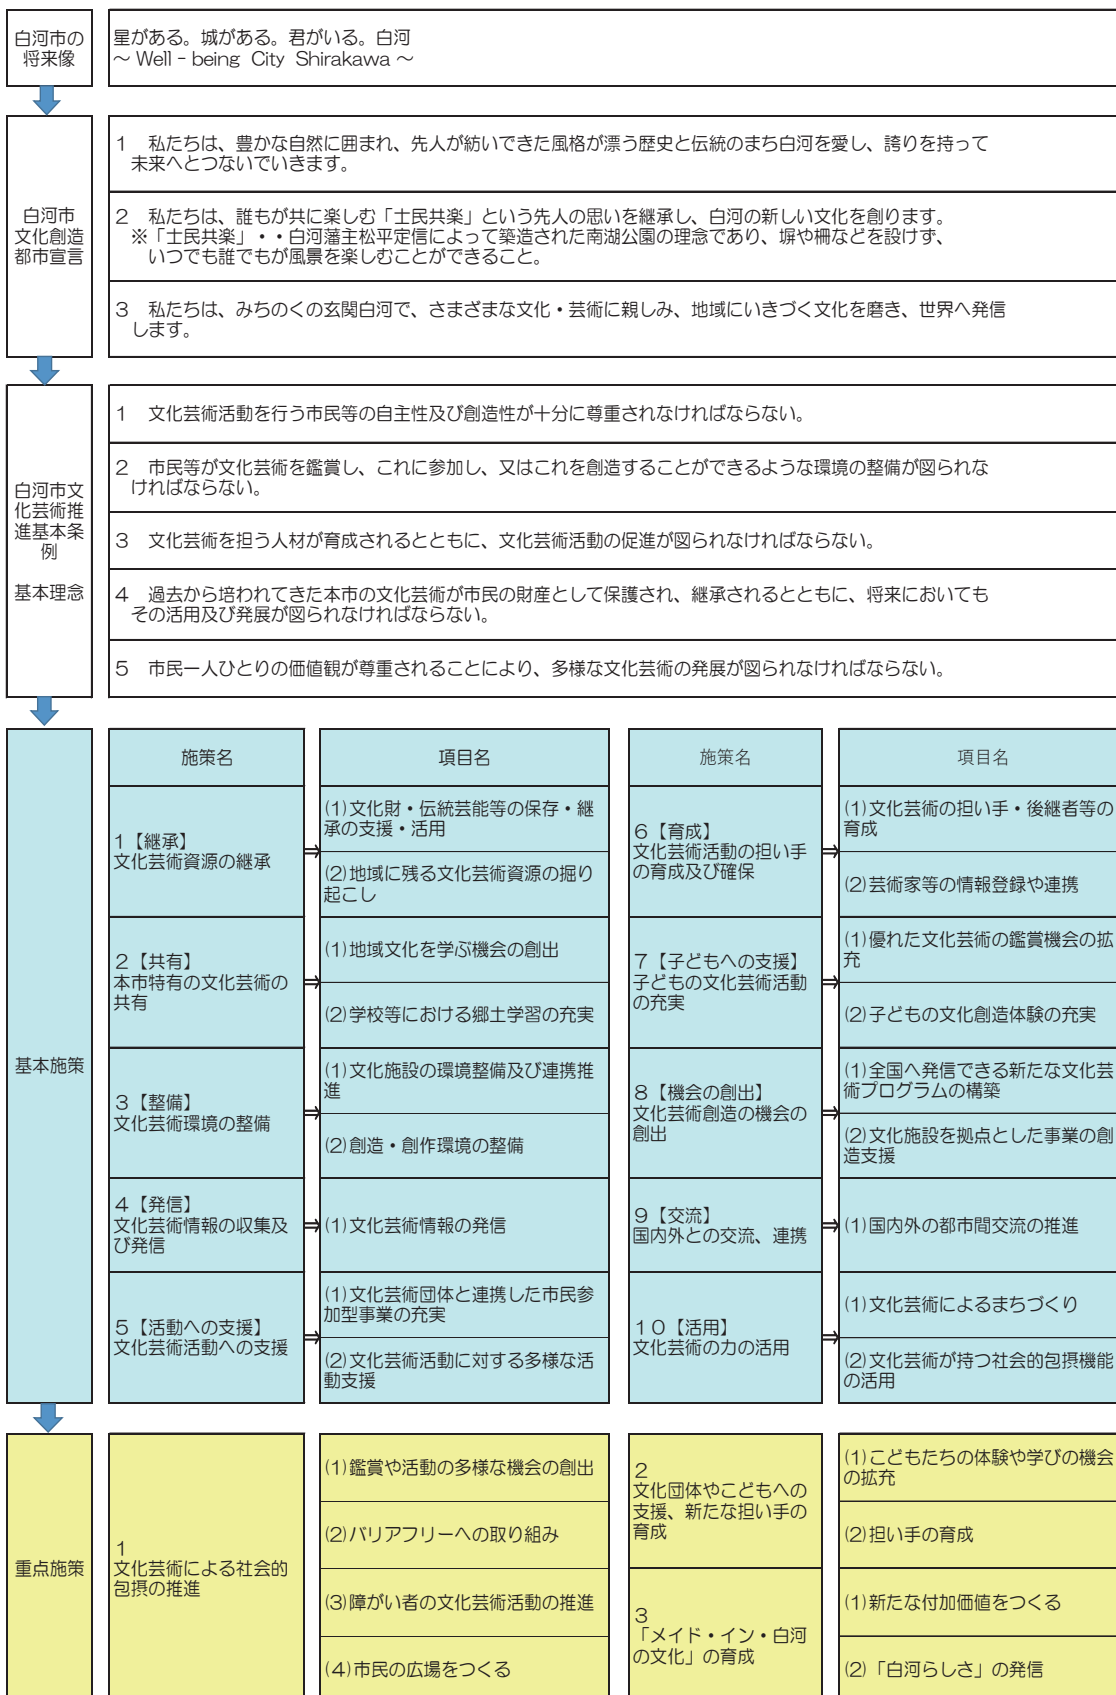 白河市の
将来像
星がある。城がある。君がいる。白河
～ Well‐being City Shirakawa ～
白河市
文化創造
都市宣言
1　私たちは、豊かな自然に囲まれ、先人が紡いできた風格が漂う歴史と伝統のまち白河を愛し、誇りを持って
未来へとつないでいきます。
2　私たちは、誰もが共に楽しむ「士民共楽」という先人の思いを継承し、白河の新しい文化を創ります。
※「士民共楽」・・白河藩主松平定信によって築造された南湖公園の理念であり、塀や柵などを設けず、
いつでも誰でもが風景を楽しむことができること。
3　私たちは、みちのくの玄関白河で、さまざまな文化・芸術に親しみ、地域にいきづく文化を磨き、世界へ発信
します。
白河市文
化芸術推
進基本条
例
基本理念
1　文化芸術活動を行う市民等の自主性及び創造性が十分に尊重されなければならない。
2　市民等が文化芸術を鑑賞し、これに参加し、又はこれを創造することができるような環境の整備が図られな
ければならない。
3　文化芸術を担う人材が育成されるとともに、文化芸術活動の促進が図られなければならない。
4　過去から培われてきた本市の文化芸術が市民の財産として保護され、継承されるとともに、将来においても
その活用及び発展が図られなければならない。
5　市民一人ひとりの価値観が尊重されることにより、多様な文化芸術の発展が図られなければならない。
基本施策
施策名
項目名
1【継承】
文化芸術資源の継承
⇒
(1)文化財・伝統芸能等の保存・継
承の支援・活用
(2)地域に残る文化芸術資源の掘り
起こし
2【共有】
本市特有の文化芸術の
共有
⇒
(1)地域文化を学ぶ機会の創出
(2)学校等における郷土学習の充実
3【整備】
文化芸術環境の整備
⇒
(1)文化施設の環境整備及び連携推
進
(2)創造・創作環境の整備
4【発信】
文化芸術情報の収集及
び発信
⇒
(1)文化芸術情報の発信
5【活動への支援】
文化芸術活動への支援
⇒
(1)文化芸術団体と連携した市民参
加型事業の充実
(2)文化芸術活動に対する多様な活
動支援
施策名
項目名
6【育成】
文化芸術活動の担い手
の育成及び確保
⇒
(1)文化芸術の担い手・後継者等の
育成
(2)芸術家等の情報登録や連携
7【子どもへの支援】
子どもの文化芸術活動
の充実
⇒
(1)優れた文化芸術の鑑賞機会の拡
充
(2)子どもの文化創造体験の充実
8【機会の創出】
文化芸術創造の機会の
創出
⇒
(1)全国へ発信できる新たな文化芸
術プログラムの構築
(2)文化施設を拠点とした事業の創
造支援
9【交流】
国内外との交流、連携
⇒
(1)国内外の都市間交流の推進
10【活用】
文化芸術の力の活用
⇒
(1)文化芸術によるまちづくり
(2)文化芸術が持つ社会的包摂機能
の活用
重点施策
1
文化芸術による社会的
包摂の推進
(1)鑑賞や活動の多様な機会の創出
(2)バリアフリーへの取り組み
(3)障がい者の文化芸術活動の推進
(4)市民の広場をつくる
2
文化団体やこどもへの
支援、新たな担い手の
育成
(1)こどもたちの体験や学びの機会
の拡充
(2)担い手の育成
3
「メイド・イン・白河
の文化」の育成
(1)新たな付加価値をつくる
(2)「白河らしさ」の発信